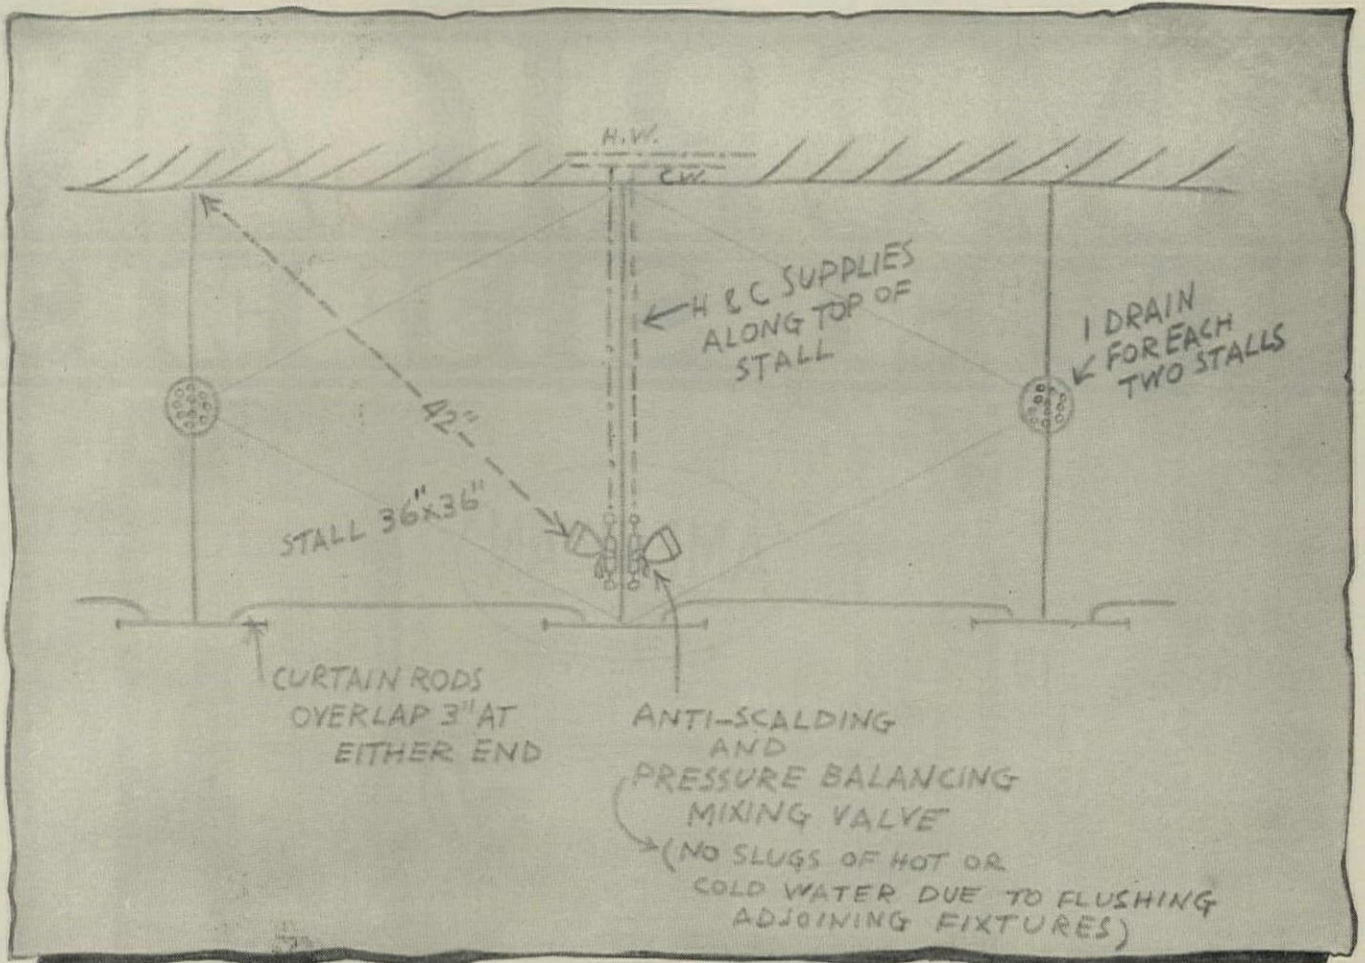 H.W.
C.W.
H & C SUPPLIES
ALONG TOP OF
STALL
1 DRAIN
FOR EACH
TWO STALLS
42"
STALL 36"x36"
CURTAIN RODS
OVERLAP 3" AT
EITHER END
ANTI-SCALDING
AND
PRESSURE BALANCING
MIXING VALVE
(NO SLUGS OF HOT OR
COLD WATER DUE TO FLUSHING
ADJOINING FIXTURES)